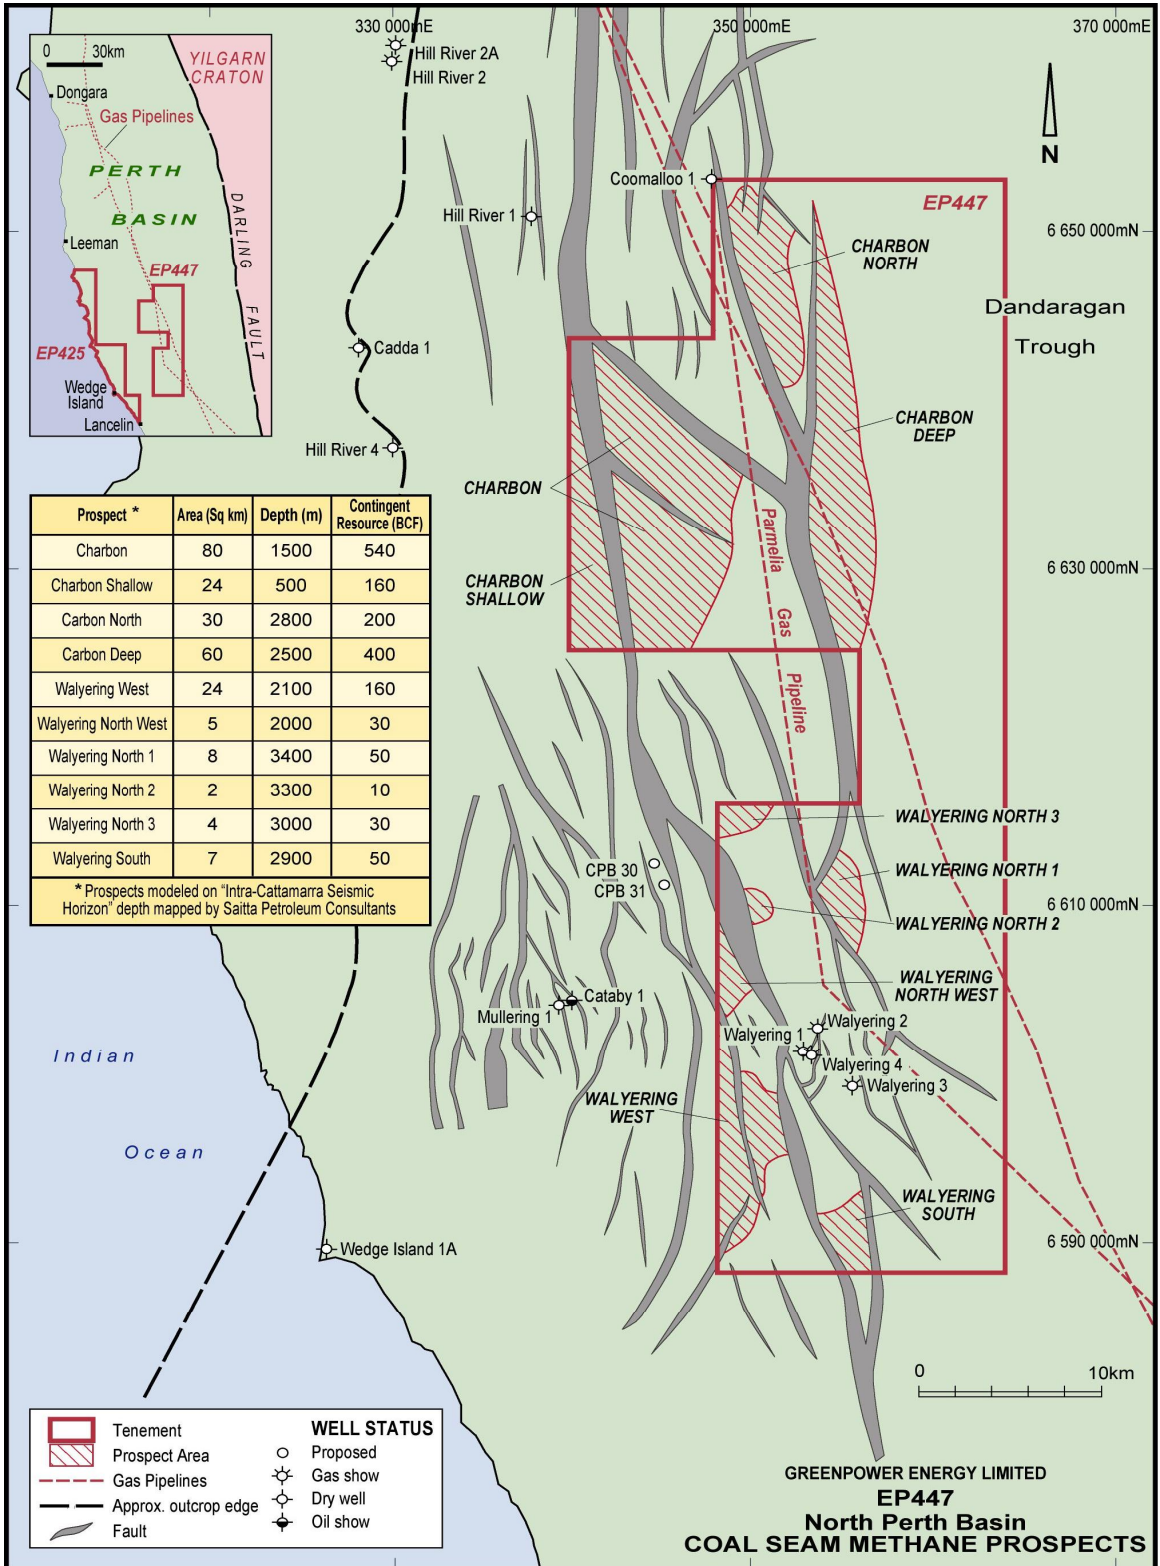 330 000mE
350 000mE
370 000mE
0 30km
YILGARN
CRATON
Dongara
Gas Pipelines
PERTH
BASIN
Leeman
EP447
DARLING FAULT
EP425
Wedge
Island
Lancelin
Hill River 2A
Hill River 2
N
Coomalloo 1
EP447
Hill River 1
6 650 000mN
CHARBON
NORTH
Dandaragan
Trough
Cadda 1
CHARBON
DEEP
Hill River 4
CHARBON
Parmelia Gas Pipeline
6 630 000mN
CHARBON
SHALLOW
Prospect * Area (Sq km) Depth (m) Contingent Resource (BCF)
Charbon 80 1500 540
Charbon Shallow 24 500 160
Carbon North 30 2800 200
Carbon Deep 60 2500 400
Walyering West 24 2100 160
Walyering North West 5 2000 30
Walyering North 1 8 3400 50
Walyering North 2 2 3300 10
Walyering North 3 4 3000 30
Walyering South 7 2900 50
* Prospects modeled on “Intra-Cattamarra Seismic
Horizon” depth mapped by Saitta Petroleum Consultants
WALYERING NORTH 3
CPB 30
CPB 31
WALYERING NORTH 1
6 610 000mN
WALYERING NORTH 2
WALYERING
NORTH WEST
Cataby 1
Mullering 1
Walyering 2
Walyering 1
Walyering 4
Walyering 3
Indian
Ocean
WALYERING
WEST
WALYERING
SOUTH
Wedge Island 1A
6 590 000mN
0 10km
Tenement
Prospect Area
Gas Pipelines
Approx. outcrop edge
Fault
WELL STATUS
Proposed
Gas show
Dry well
Oil show
GREENPOWER ENERGY LIMITED
EP447
North Perth Basin
COAL SEAM METHANE PROSPECTS